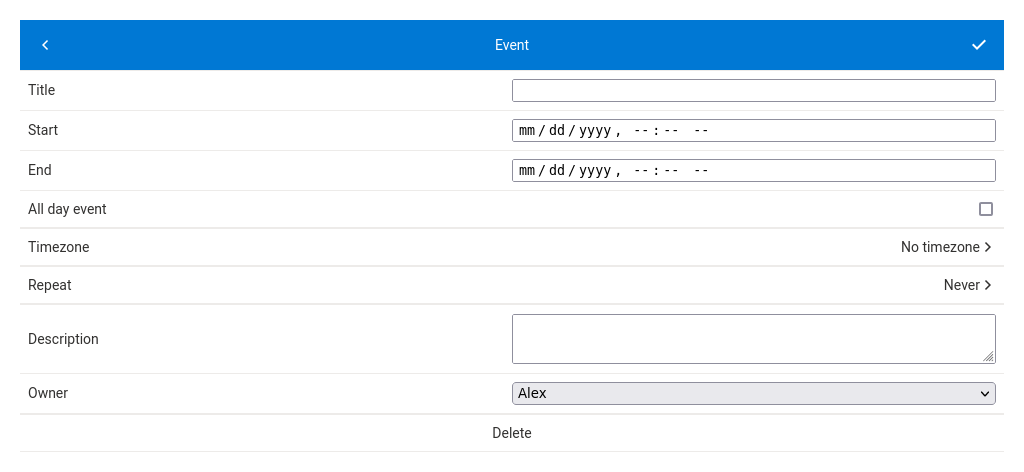 Event
Title
Start mm/dd/yyyy, --:-- --
End mm/dd/yyyy, --:-- --
All day event
Timezone No timezone
Repeat Never
Description
Owner Alex
Delete